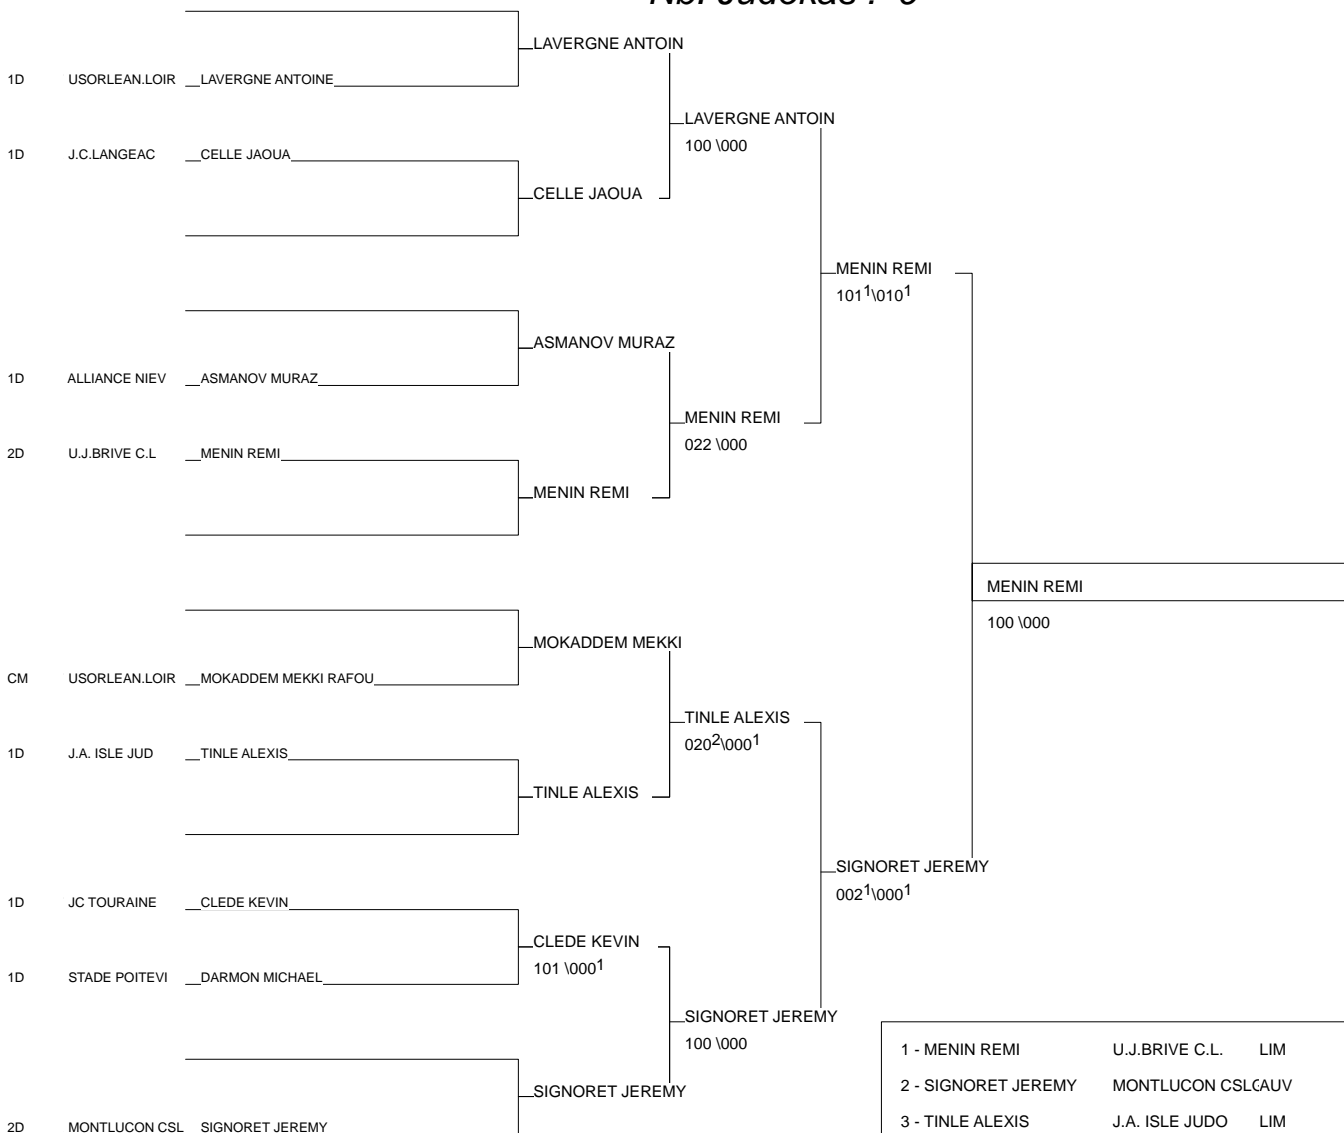 LAVERGNE ANTOIN
1D USORLEAN.LOIR LAVERGNE ANTOINE
LAVERGNE ANTOIN
100 \000
1D J.C.LANGEAC CELLE JAOUA
CELLE JAOUA
MENIN REMI
101¹\010¹
ASMANOV MURAZ
1D ALLIANCE NIEV ASMANOV MURAZ
MENIN REMI
022 \000
2D U.J.BRIVE C.L MENIN REMI
MENIN REMI
MENIN REMI
100 \000
MOKADDEM MEKKI
CM USORLEAN.LOIR MOKADDEM MEKKI RAFOU
TINLE ALEXIS
020²\000¹
1D J.A. ISLE JUD TINLE ALEXIS
TINLE ALEXIS
SIGNORET JEREMY
002¹\000¹
1D JC TOURAINE CLEDE KEVIN
CLEDE KEVIN
101 \000¹
1D STADE POITEVI DARMON MICHAEL
SIGNORET JEREMY
100 \000
SIGNORET JEREMY
2D MONTLUCON CSL SIGNORET JEREMY
1 - MENIN REMI U.J.BRIVE C.L. LIM
2 - SIGNORET JEREMY MONTLUCON CSL AUV
3 - TINLE ALEXIS J.A. ISLE JUDO LIM